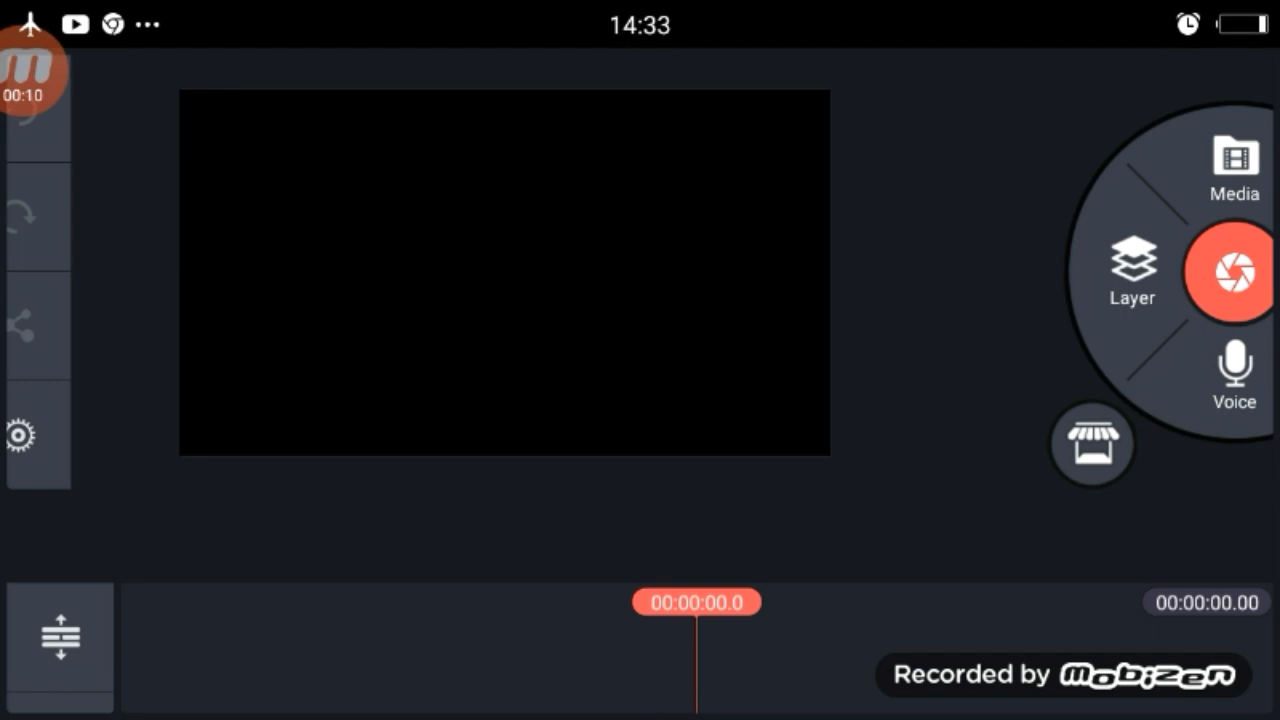 14:33
00:10
Media
Layer
Voice
00:00:00.0
00:00:00.00
Recorded by mobizen